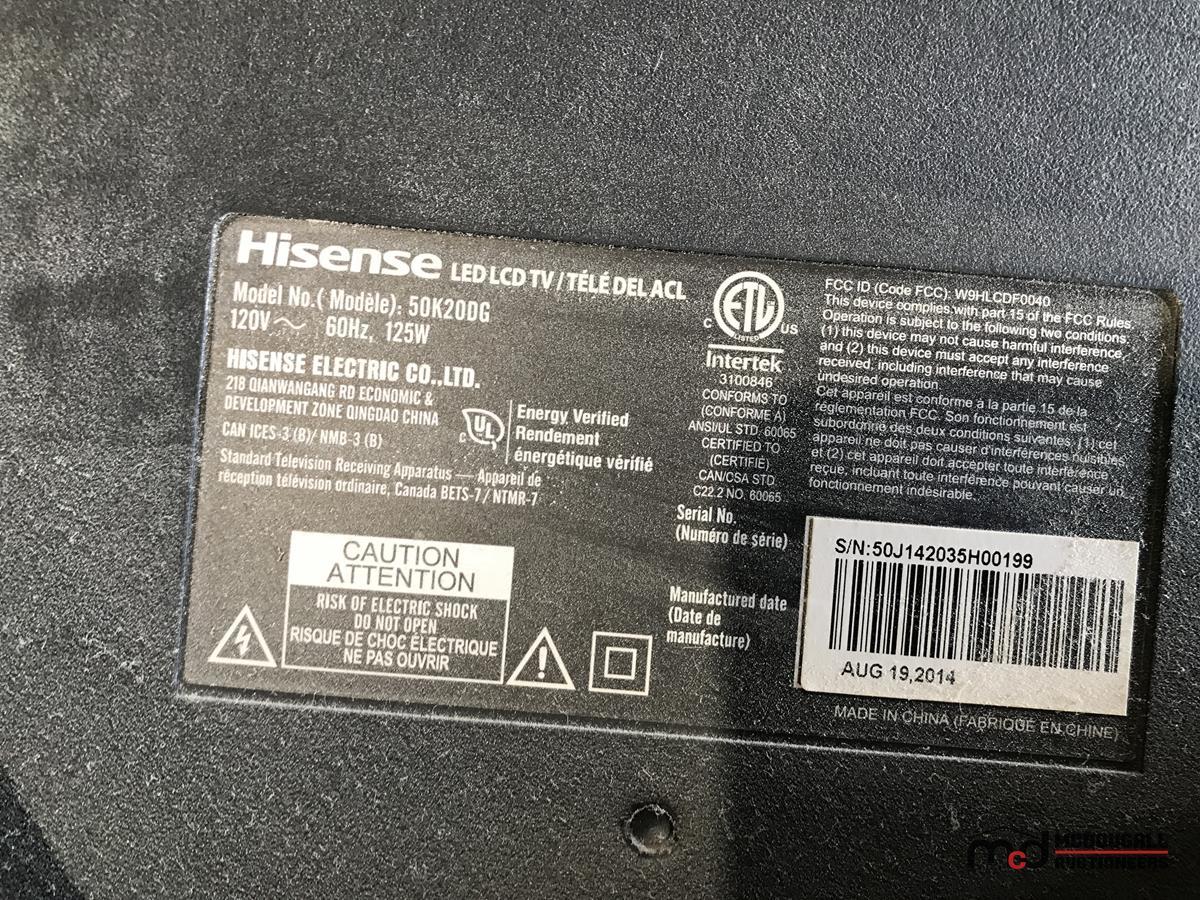 Hisense LED LCD TV / TÉLÉ DEL ACL
Model No.( Modèle): 50K20DG
120V ～ 60Hz, 125W
HISENSE ELECTRIC CO.,LTD.
218 QIANWANGANG RD ECONOMIC &
DEVELOPMENT ZONE QINGDAO CHINA
CAN ICES-3 (B)/ NMB-3 (B)
C UL
Energy Verified
Rendement
énergétique vérifié
Standard Television Receiving Apparatus — Appareil de
réception télévision ordinaire, Canada BETS-7 / NTMR-7
CAUTION
ATTENTION
RISK OF ELECTRIC SHOCK
DO NOT OPEN
RISQUE DE CHOC ÉLECTRIQUE
NE PAS OUVRIR
C ETL US
LISTED
Intertek
3100846
CONFORMS TO
(CONFORME A)
ANSI/UL STD. 60065
CERTIFIED TO
(CERTIFIE)
CAN/CSA STD.
C22.2 NO. 60065
FCC ID (Code FCC): W9HLCDF0040
This device complies with part 15 of the FCC Rules.
Operation is subject to the following two conditions.
(1) this device may not cause harmful interference,
and (2) this device must accept any interference
received, including interference that may cause
undesired operation.
Cet appareil est conforme à la partie 15 de la
réglementation FCC. Son fonctionnement est
subordonné des deux conditions suivantes, (1) cet
appareil ne doit pas causer d'interférences nuisibles
et (2) cet appareil doit accepter toute interférence
reçue, incluant toute interférence pouvant causer un
fonctionnement indésirable.
Serial No.
(Numéro de série)
S/N:50J142035H00199
Manufactured date
(Date de
manufacture)
AUG 19,2014
MADE IN CHINA (FABRIQUÉ EN CHINE)
mcd MCDOUGALL
AUCTIONEERS